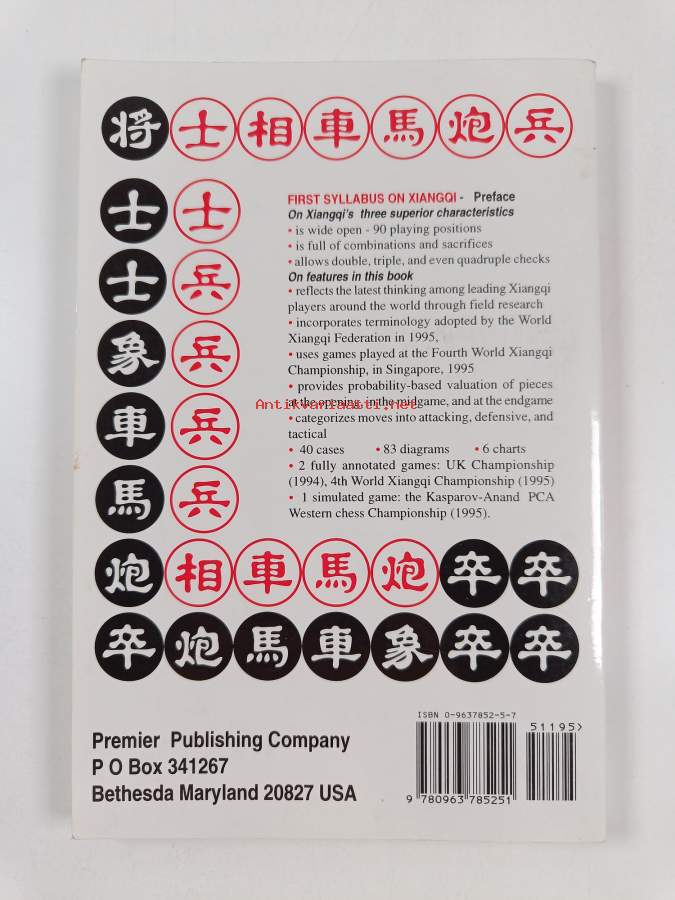 将士相車馬炮兵
士士
士兵
象兵
車兵
馬兵
炮相車馬炮卒卒
卒炮馬車象卒卒
FIRST SYLLABUS ON XIANGQI - Preface
On Xiangqi's three superior characteristics
• is wide open - 90 playing positions
• is full of combinations and sacrifices
• allows double, triple, and even quadruple checks
On features in this book
• reflects the latest thinking among leading Xiangqi
players around the world through field research
• incorporates terminology adopted by the World
Xiangqi Federation in 1995,
• uses games played at the Fourth World Xiangqi
Championship, in Singapore, 1995
• provides probability-based valuation of pieces
at the opening, in the midgame, and at the endgame
Antikvariaatti.net
• categorizes moves into attacking, defensive, and
tactical
• 40 cases • 83 diagrams • 6 charts
• 2 fully annotated games: UK Championship
(1994), 4th World Xiangqi Championship (1995)
• 1 simulated game: the Kasparov-Anand PCA
Western chess Championship (1995).
Premier Publishing Company
P O Box 341267
Bethesda Maryland 20827 USA
ISBN 0-9637852-5-7
51195>
9 780963 785251